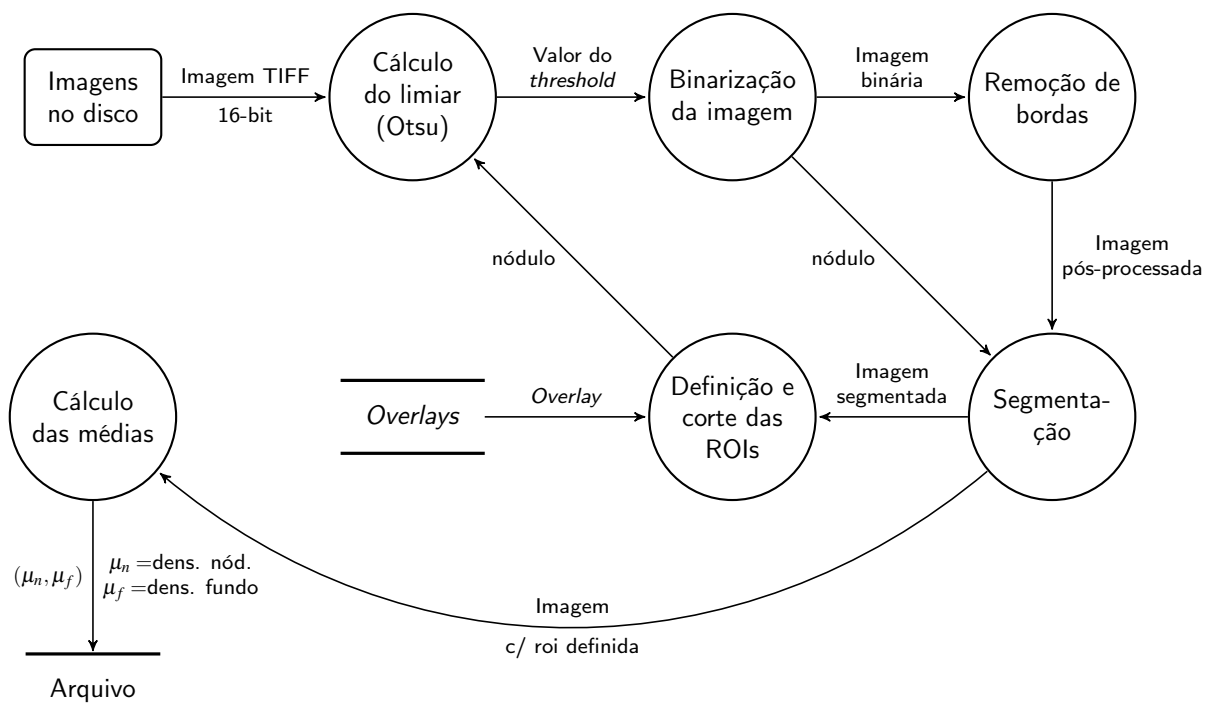 Imagens
no disco
Imagem TIFF
16-bit
Cálculo
do limiar
(Otsu)
Valor do
threshold
Binarização
da imagem
Imagem
binária
Remoção de
bordas
nódulo
nódulo
Imagem
pós-processada
Cálculo
das médias
Overlays
Overlay
Definição e
corte das
ROIs
Imagem
segmentada
Segmenta-
ção
(μn, μf)
μn =dens. nód.
μf =dens. fundo
Imagem
c/ roi definida
Arquivo